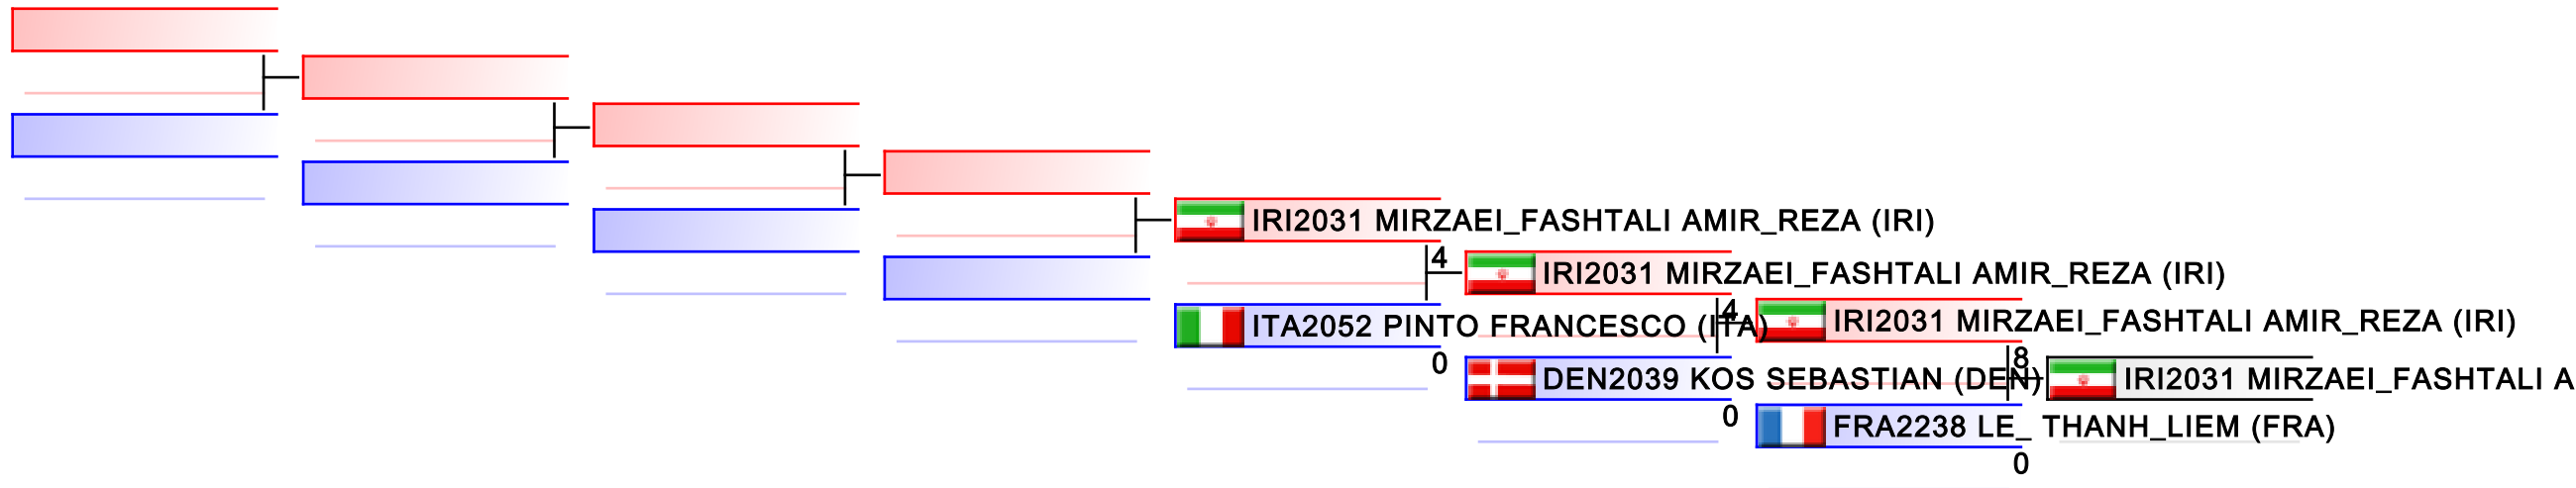 IRI2031 MIRZAEI_FASHTALI AMIR_REZA (IRI)
4
IRI2031 MIRZAEI_FASHTALI AMIR_REZA (IRI)
ITA2052 PINTO FRANCESCO (ITA)
4
IRI2031 MIRZAEI_FASHTALI AMIR_REZA (IRI)
0
DEN2039 KOS SEBASTIAN (DEN)
8
IRI2031 MIRZAEI_FASHTALI A
0
FRA2238 LE_ THANH_LIEM (FRA)
0